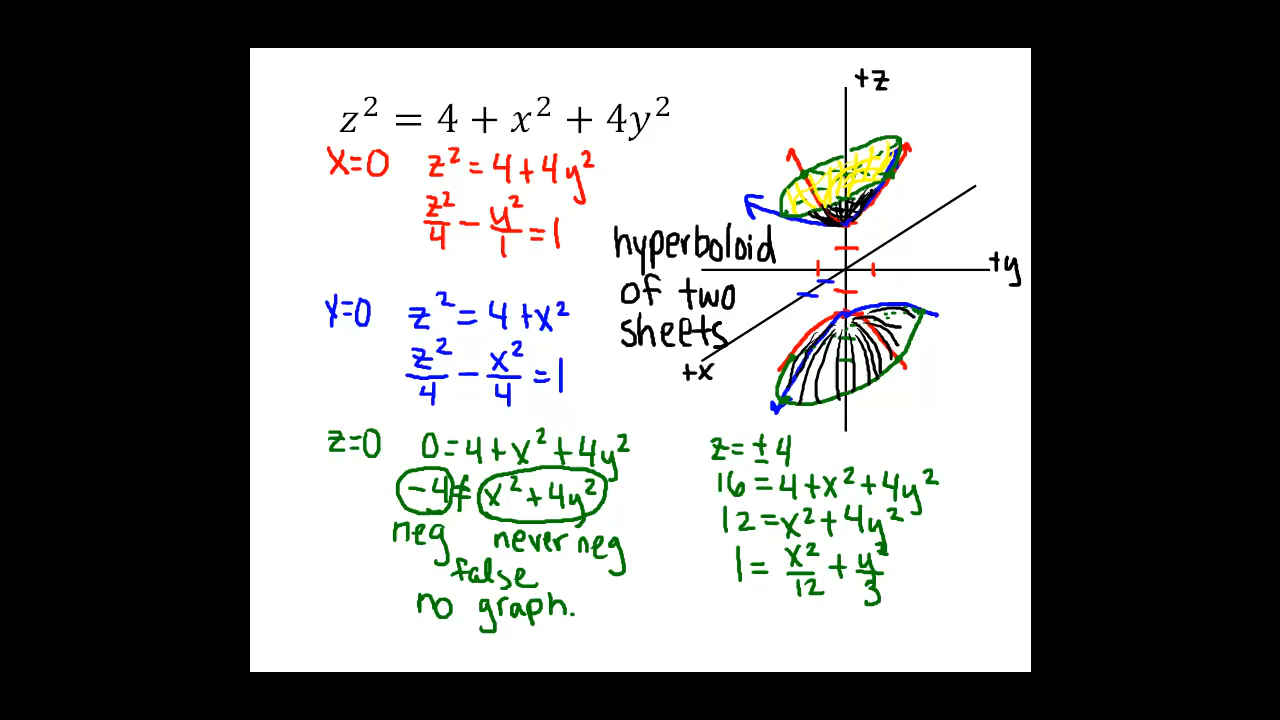 z² = 4 + x² + 4y²
x=0 z² = 4 + 4y²
z²/4 − y²/1 = 1
y=0 z² = 4 + x²
z²/4 − x²/4 = 1
z=0 0 = 4 + x² + 4y²
−4 ≠ x² + 4y²
neg never neg
false
no graph.
hyperboloid
of two
sheets
+z
+y
+x
z = ± 4
16 = 4 + x² + 4y²
12 = x² + 4y²
1 = x²/12 + y²/3